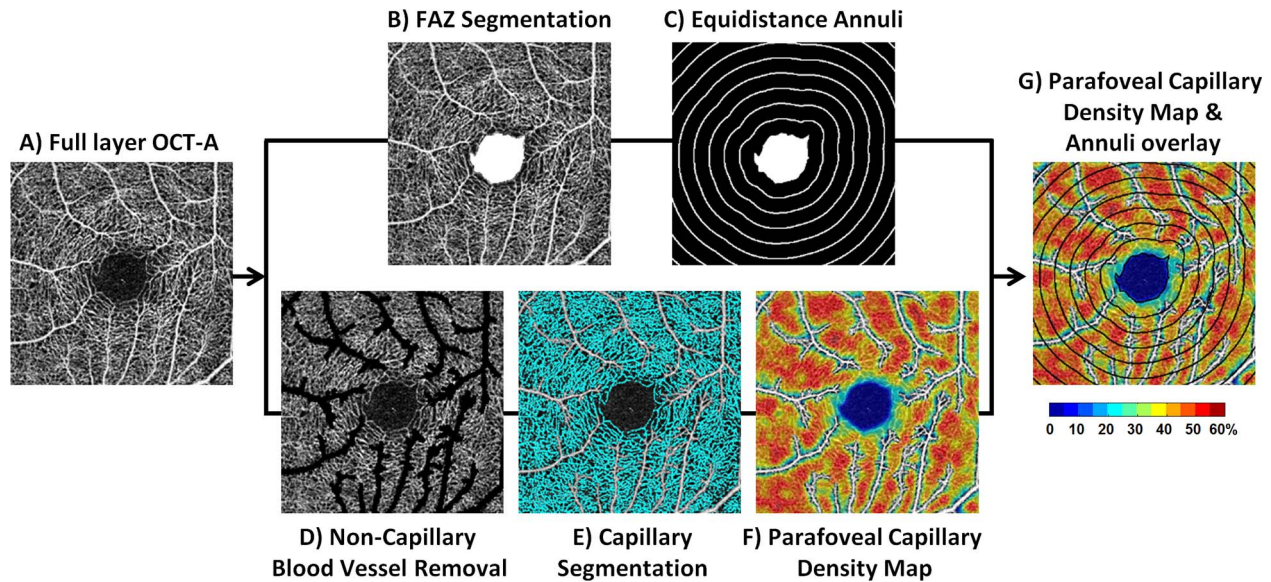 B) FAZ Segmentation
C) Equidistance Annuli
A) Full layer OCT-A
G) Parafoveal Capillary
Density Map &
Annuli overlay
0 10 20 30 40 50 60%
D) Non-Capillary
Blood Vessel Removal
E) Capillary
Segmentation
F) Parafoveal Capillary
Density Map